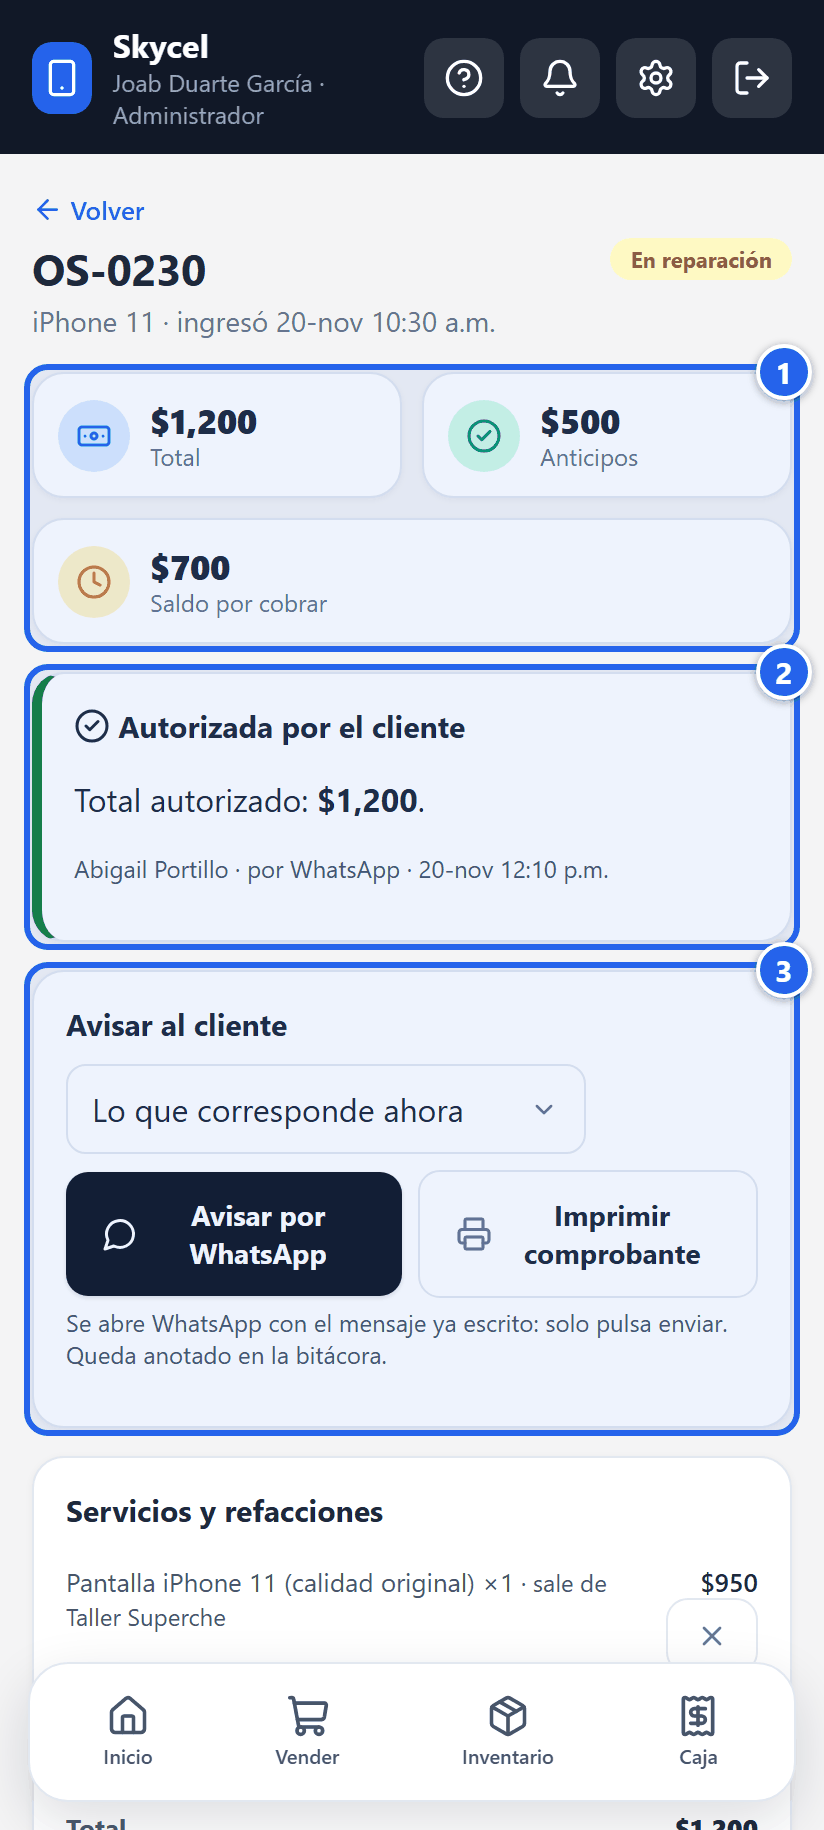 Skycel
Joab Duarte García ·
Administrador
Volver
OS-0230
En reparación
iPhone 11 · ingresó 20-nov 10:30 a.m.
1
$1,200
Total
$500
Anticipos
$700
Saldo por cobrar
2
Autorizada por el cliente
Total autorizado: $1,200.
Abigail Portillo · por WhatsApp · 20-nov 12:10 p.m.
3
Avisar al cliente
Lo que corresponde ahora
Avisar por
WhatsApp
Imprimir
comprobante
Se abre WhatsApp con el mensaje ya escrito: solo pulsa enviar.
Queda anotado en la bitácora.
Servicios y refacciones
Pantalla iPhone 11 (calidad original) ×1 · sale de
Taller Superche
$950
Inicio
Vender
Inventario
Caja
Total
$1,200